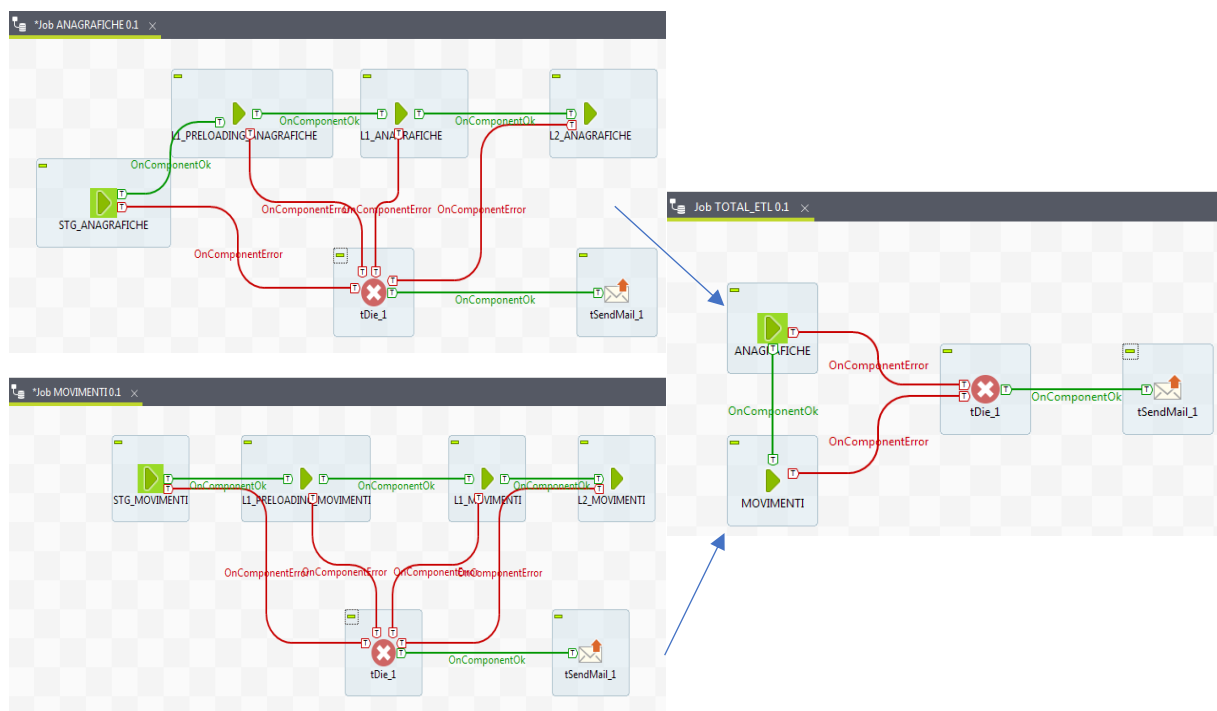 *Job ANAGRAFICHE 0.1
OnComponentOk
OnComponentOk
L1_PRELOADING_ANAGRAFICHE
L1_ANAGRAFICHE
L2_ANAGRAFICHE
OnComponentOk
STG_ANAGRAFICHE
OnComponentError
OnComponentError
OnComponentError
OnComponentError
OnComponentOk
tDie_1
tSendMail_1
*Job MOVIMENTI 0.1
OnComponentOk
OnComponentOk
OnComponentOk
STG_MOVIMENTI
L1_PRELOADING_MOVIMENTI
L1_MOVIMENTI
L2_MOVIMENTI
OnComponentError
OnComponentError
OnComponentError
OnComponentError
OnComponentOk
tDie_1
tSendMail_1
Job TOTAL_ETL 0.1
ANAGRAFICHE
OnComponentError
OnComponentOk
OnComponentOk
tDie_1
tSendMail_1
OnComponentError
MOVIMENTI